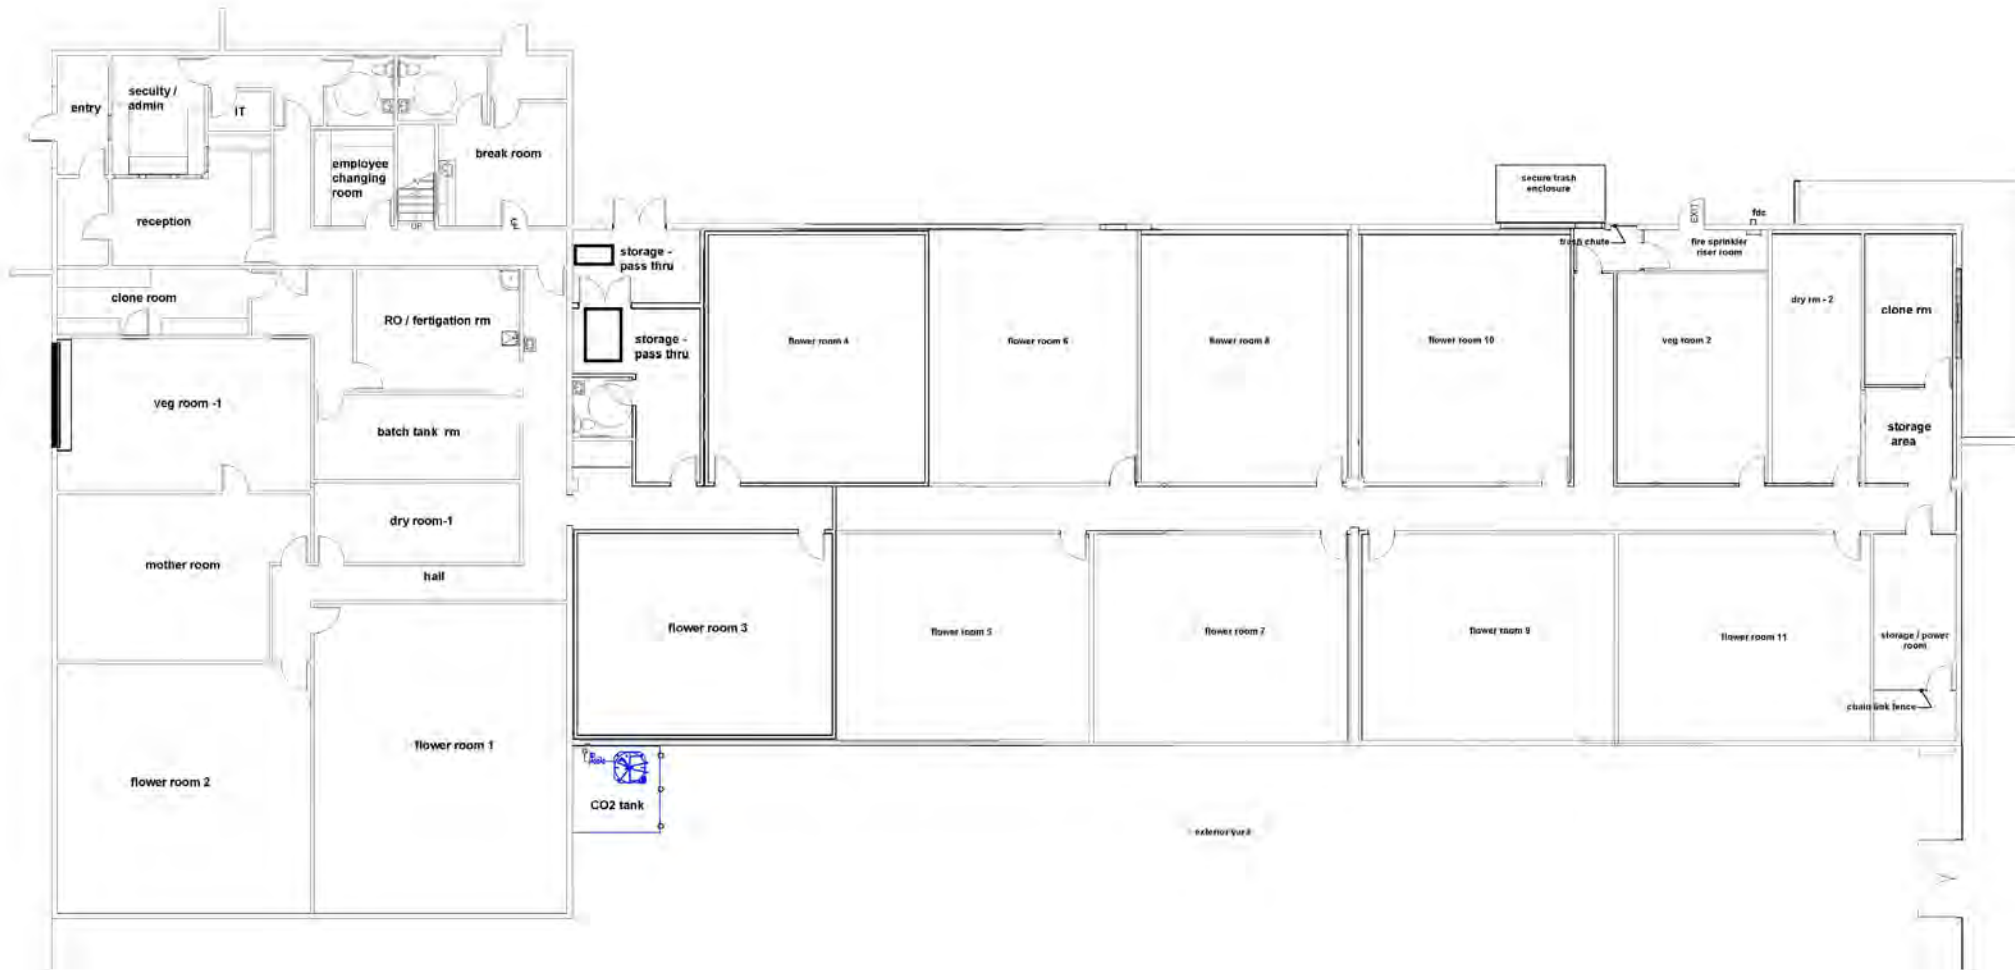 entry
secuity /
admin
IT
employee
changing
room
break room
reception
UP
clone room
RO / fertigation rm
storage -
pass thru
storage -
pass thru
veg room -1
batch tank rm
dry room-1
mother room
hall
flower room 1
flower room 2
flower room 3
flower room 4
flower room 6
flower room 8
flower room 10
secure trash
enclosure
trash chute
EXIT
fdc
fire sprinkler
riser room
veg room 2
dry rm - 2
clone rm
storage
area
flower room 5
flower room 7
flower room 9
flower room 11
storage / power
room
chain link fence
CO2 tank
exterior yard